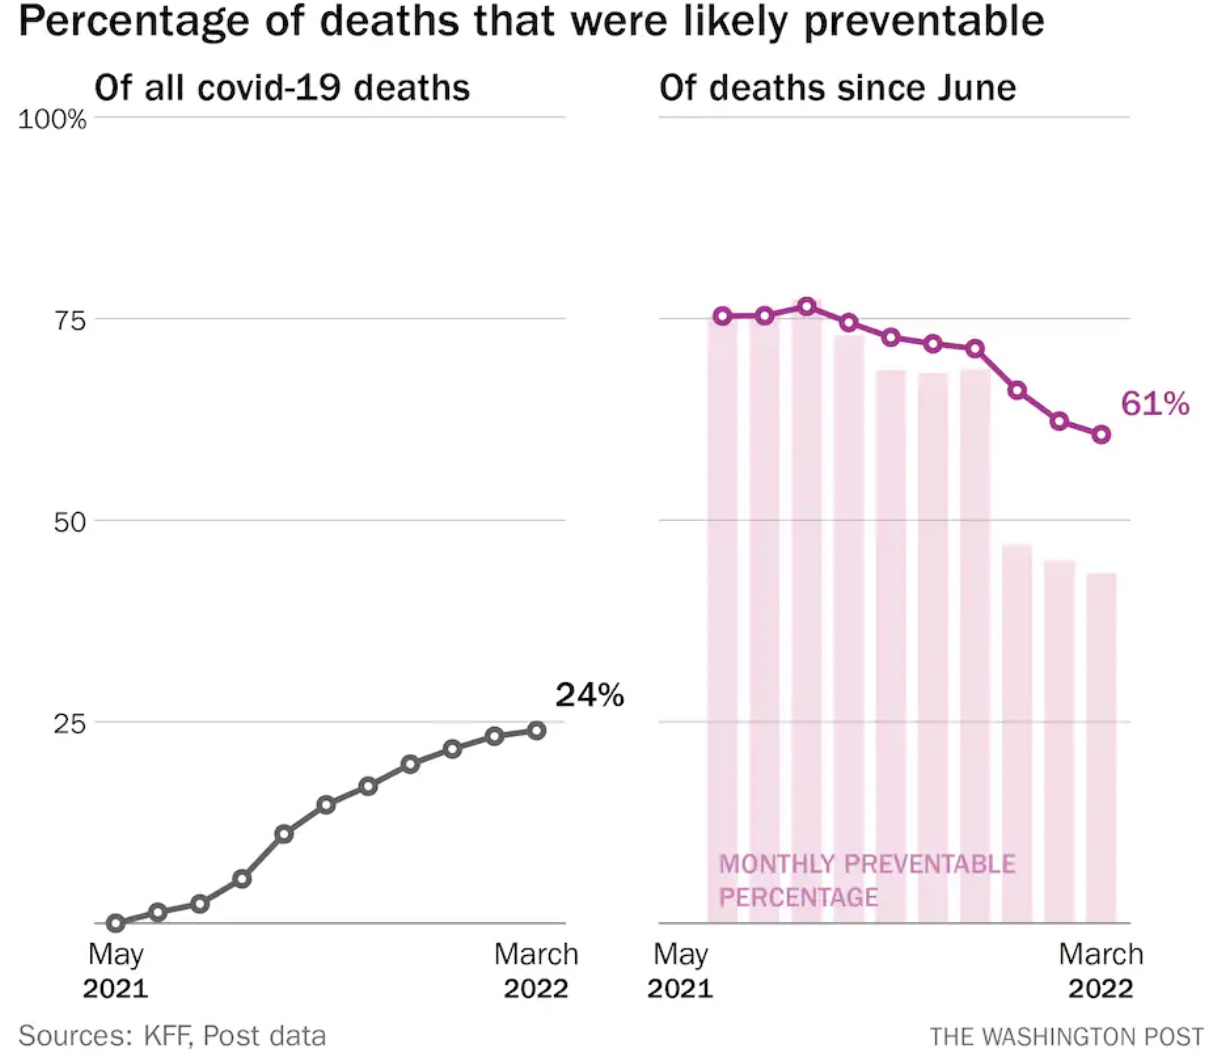 Percentage of deaths that were likely preventable
Of all covid-19 deaths
100%
75
50
25
24%
May
2021
March
2022
Of deaths since June
61%
MONTHLY PREVENTABLE
PERCENTAGE
May
2021
March
2022
Sources: KFF, Post data
THE WASHINGTON POST